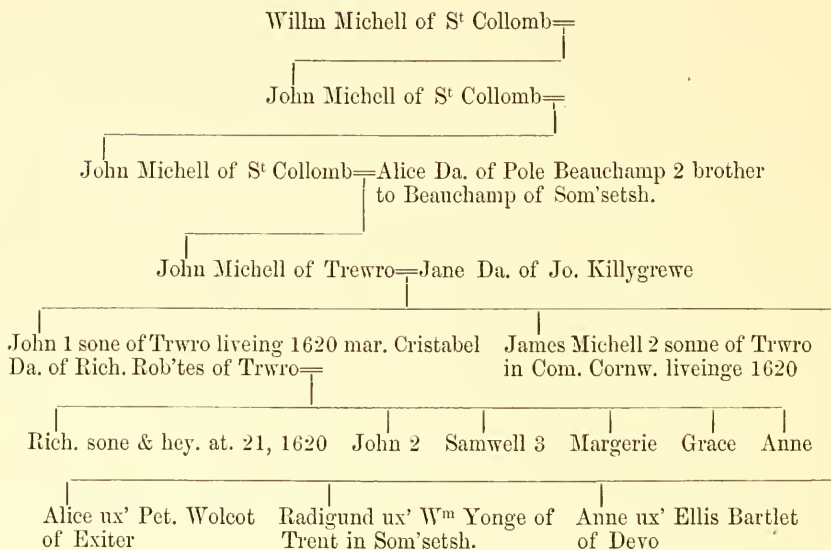 Willm Michell of St Collomb=
John Michell of St Collomb=
John Michell of St Collomb=Alice Da. of Pole Beauchamp 2 brother
to Beauchamp of Som'setsh.
John Michell of Trewro=Jane Da. of Jo. Killygrewe
John 1 sone of Trwro liveing 1620 mar. Cristabel
Da. of Rich. Rob'tes of Trwro=
James Michell 2 sonne of Trwro
in Com. Cornw. liveinge 1620
Rich. sone & hey. at. 21, 1620 John 2 Samwell 3 Margerie Grace Anne
Alice ux' Pet. Wolcot
of Exiter
Radigund ux' Wm Yonge of
Trent in Som'setsh.
Anne ux' Ellis Bartlet
of Devo